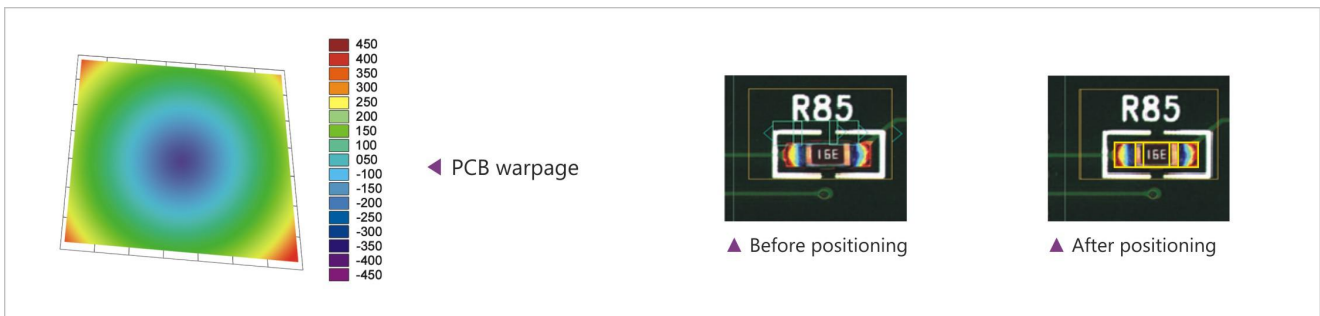 450
400
350
300
250
200
150
100
050
-100
-150
-200
-250
-300
-350
-400
-450
PCB warpage
R85
16E
Before positioning
R85
16E
After positioning